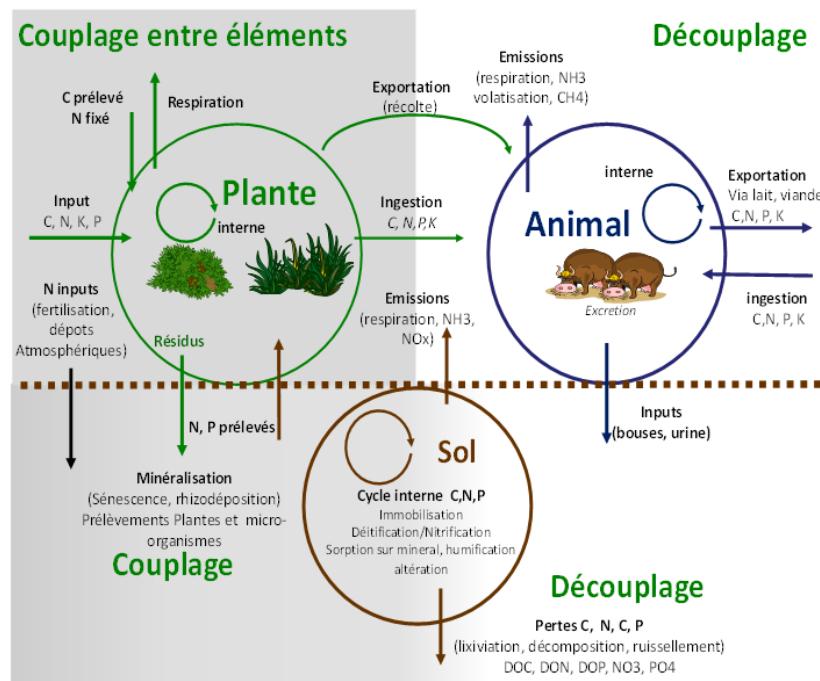 Couplage entre éléments
Découplage
C prélevé
N fixé
Respiration
Exportation
(récolte)
Emissions
(respiration, NH3
volatisation, CH4)
Input
C, N, K, P
Plante
interne
Ingestion
C, N,P,K
interne
Animal
Excretion
Exportation
Via lait, viande
C,N, P, K
ingestion
C,N, P, K
N inputs
(fertilisation,
dépots
Atmosphériques)
Résidus
Emissions
(respiration, NH3,
NOx)
N, P prélevés
Inputs
(bouses, urine)
Minéralisation
(Sénescence, rhizodéposition)
Prélèvements Plantes et micro-
organismes
Couplage
Sol
Cycle interne C,N,P
Immobilisation
Déitification/Nitrification
Sorption sur mineral, humification
altération
Découplage
Pertes C, N, C, P
(lixiviation, décomposition, ruissellement)
DOC, DON, DOP, NO3, PO4